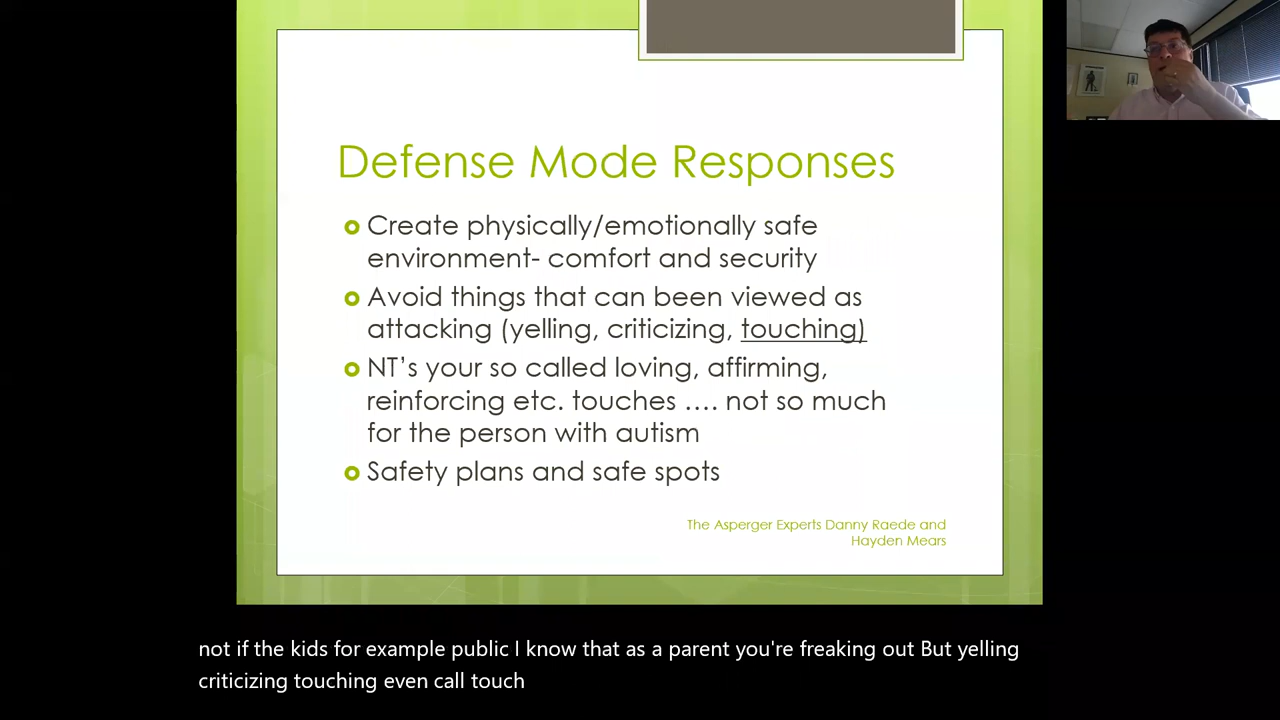 Defense Mode Responses
Create physically/emotionally safe
environment- comfort and security
Avoid things that can been viewed as
attacking (yelling, criticizing, touching)
NT's your so called loving, affirming,
reinforcing etc. touches .... not so much
for the person with autism
Safety plans and safe spots
The Asperger Experts Danny Raede and
Hayden Mears
not if the kids for example public I know that as a parent you're freaking out But yelling
criticizing touching even call touch